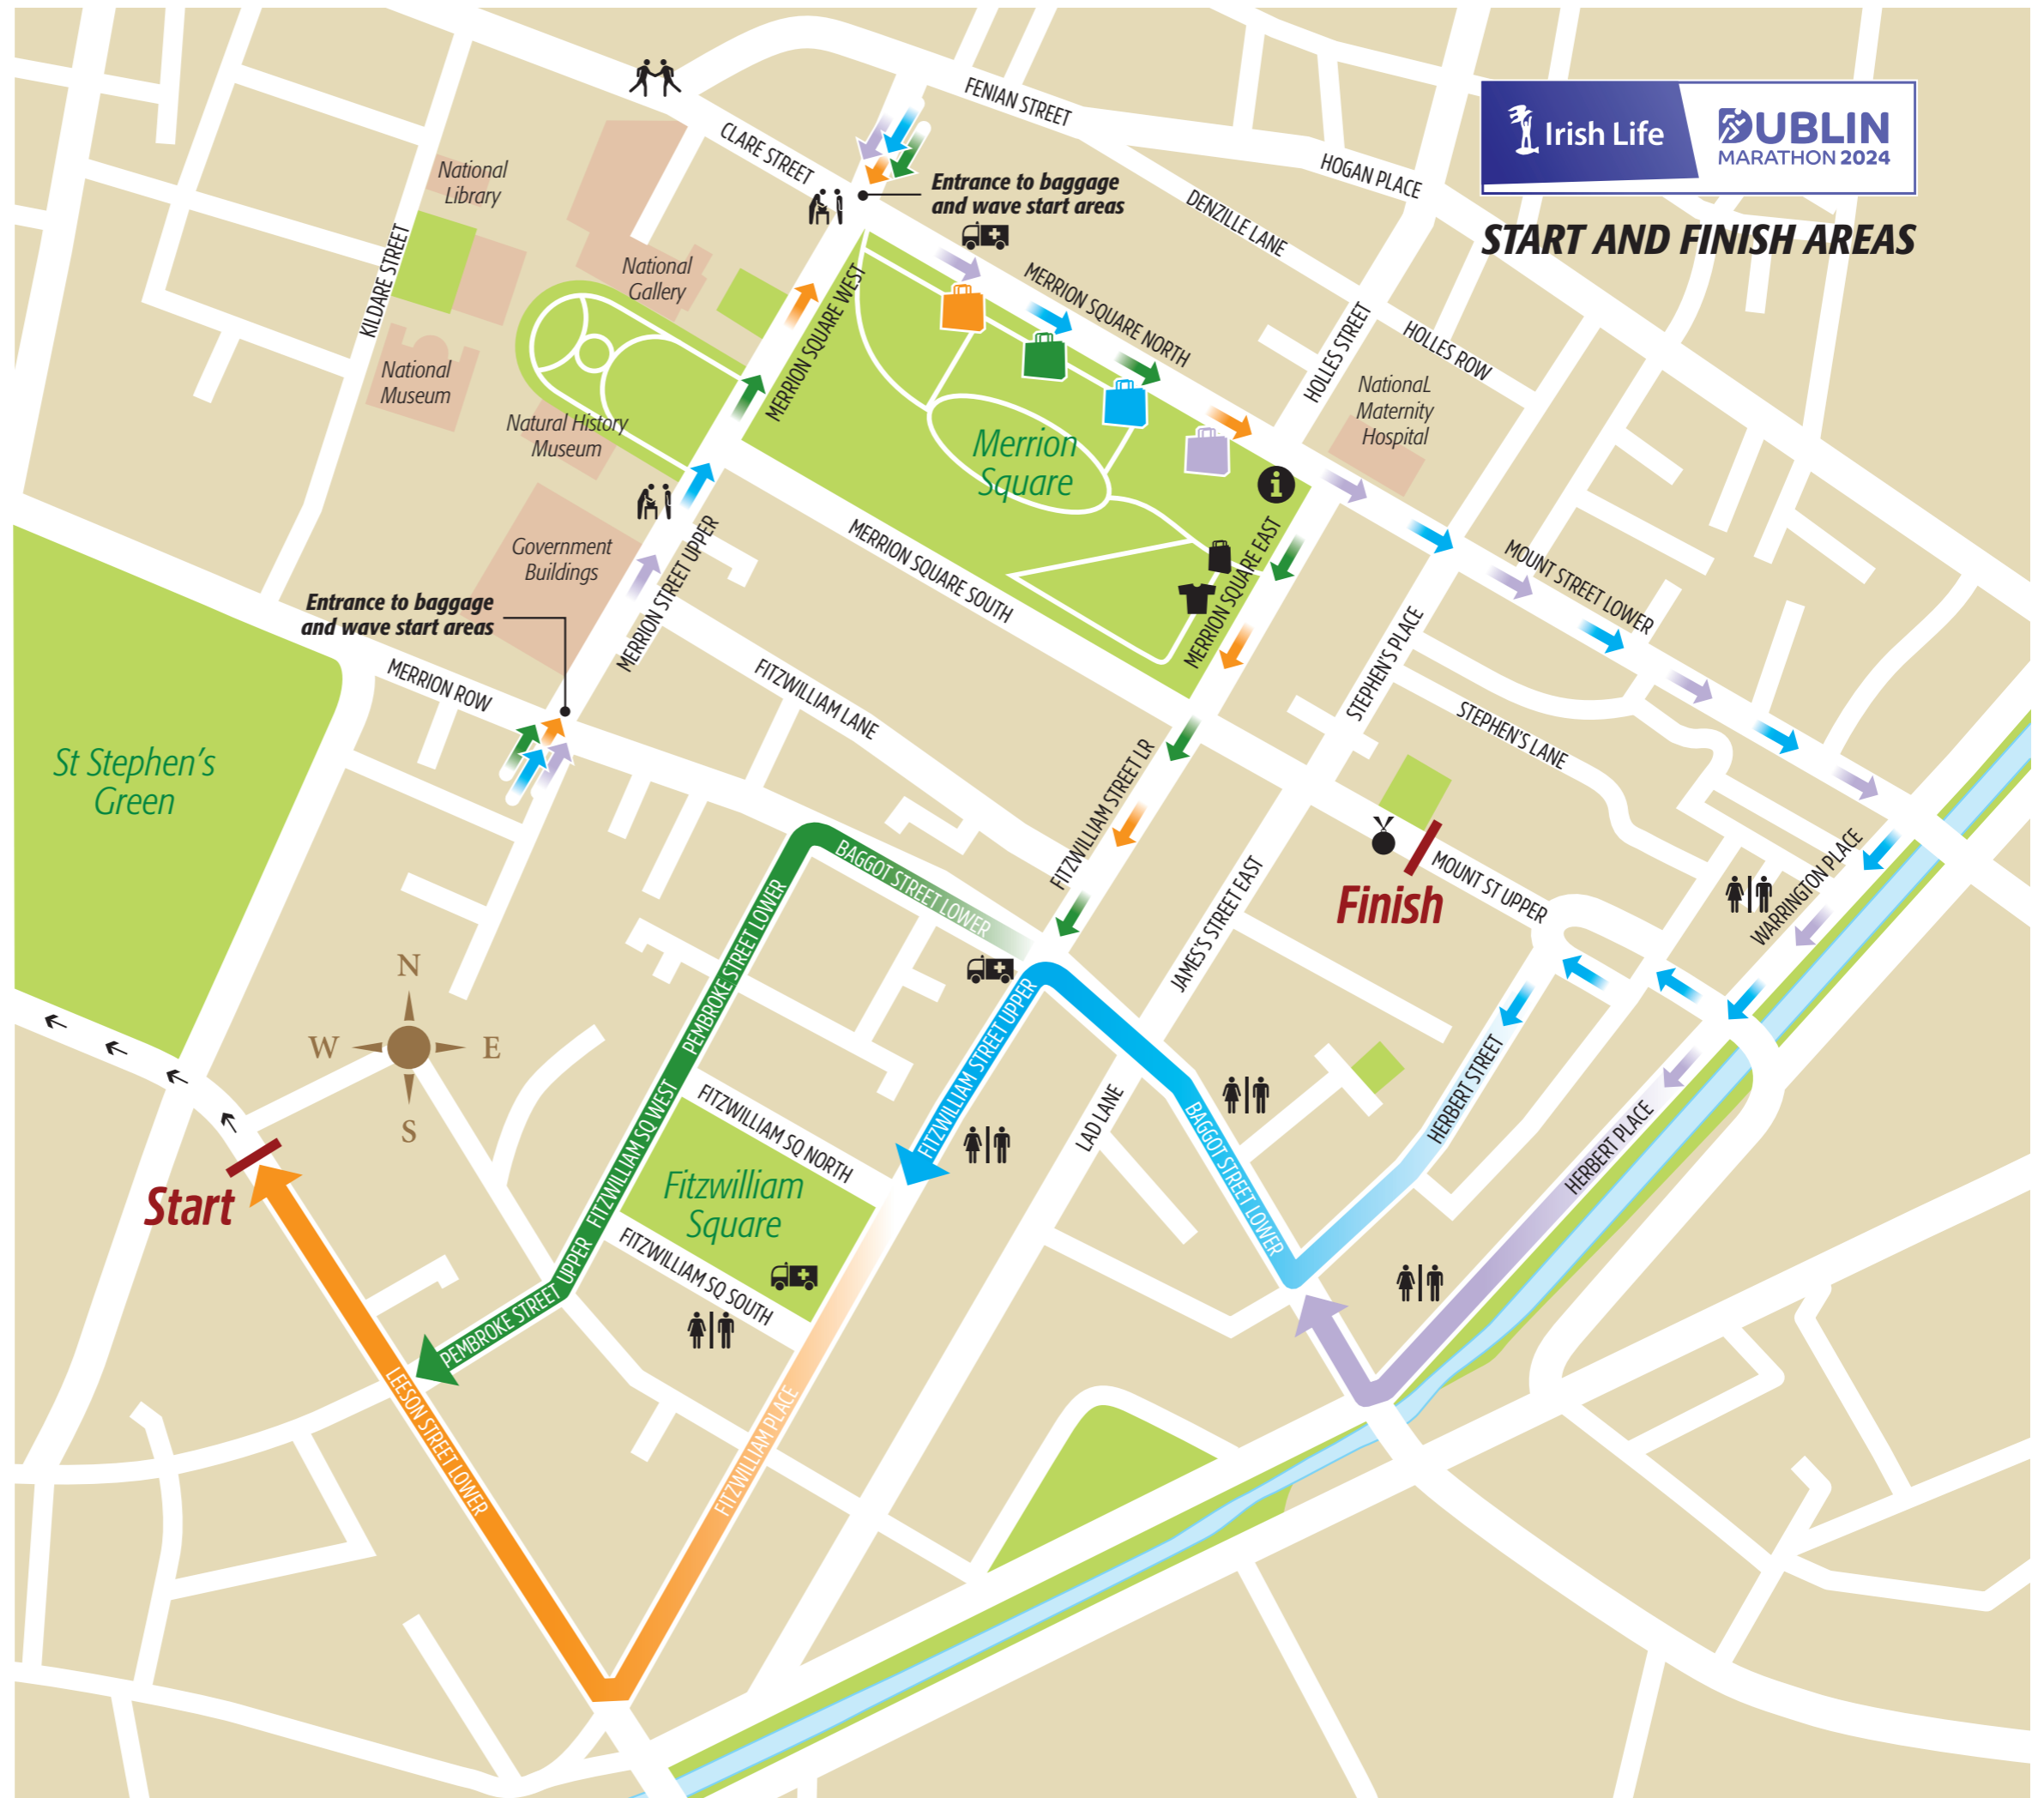 Irish Life
DUBLIN
MARATHON 2024
START AND FINISH AREAS
FENIAN STREET
CLARE STREET
HOGAN PLACE
National
Library
Entrance to baggage
and wave start areas
DENZILLE LANE
KILDARE STREET
National
Gallery
MERRION SQUARE WEST
MERRION SQUARE NORTH
HOLLES STREET
HOLLES ROW
National
Museum
NationaL
Maternity
Hospital
Natural History
Museum
Merrion
Square
i
Government
Buildings
MERRION STREET UPPER
MERRION SQUARE SOUTH
MERRION SQUARE EAST
MOUNT STREET LOWER
Entrance to baggage
and wave start areas
STEPHEN'S PLACE
MERRION ROW
FITZWILLIAM LANE
STEPHEN'S LANE
St Stephen's
Green
FITZWILLIAM STREET LR
BAGGOT STREET LOWER
JAMES'S STREET EAST
MOUNT ST UPPER
Finish
WARRINGTON PLACE
PEMBROKE STREET LOWER
N
W
E
S
FITZWILLIAM STREET UPPER
FITZWILLIAM SQ WEST
FITZWILLIAM SQ NORTH
LAD LANE
BAGGOT STREET LOWER
HERBERT STREET
HERBERT PLACE
Start
Fitzwilliam
Square
FITZWILLIAM SQ SOUTH
PEMBROKE STREET UPPER
LEESON STREET LOWER
FITZWILLIAM PLACE